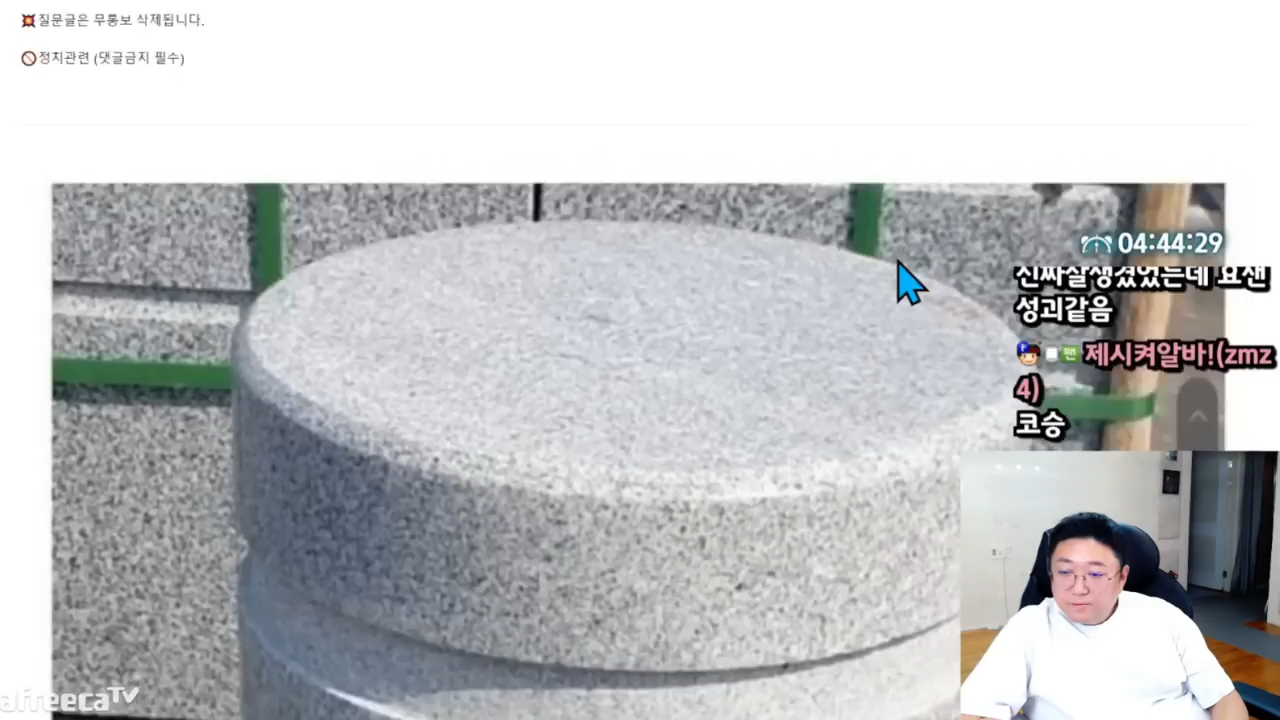 질문글은 무통보 삭제됩니다.
정치관련 (댓글금지 필수)
04:44:29
진짜잘생겼었는데 요샌
성괴같음
제시켜알바!(zmz
4)
코승
afreecaTV